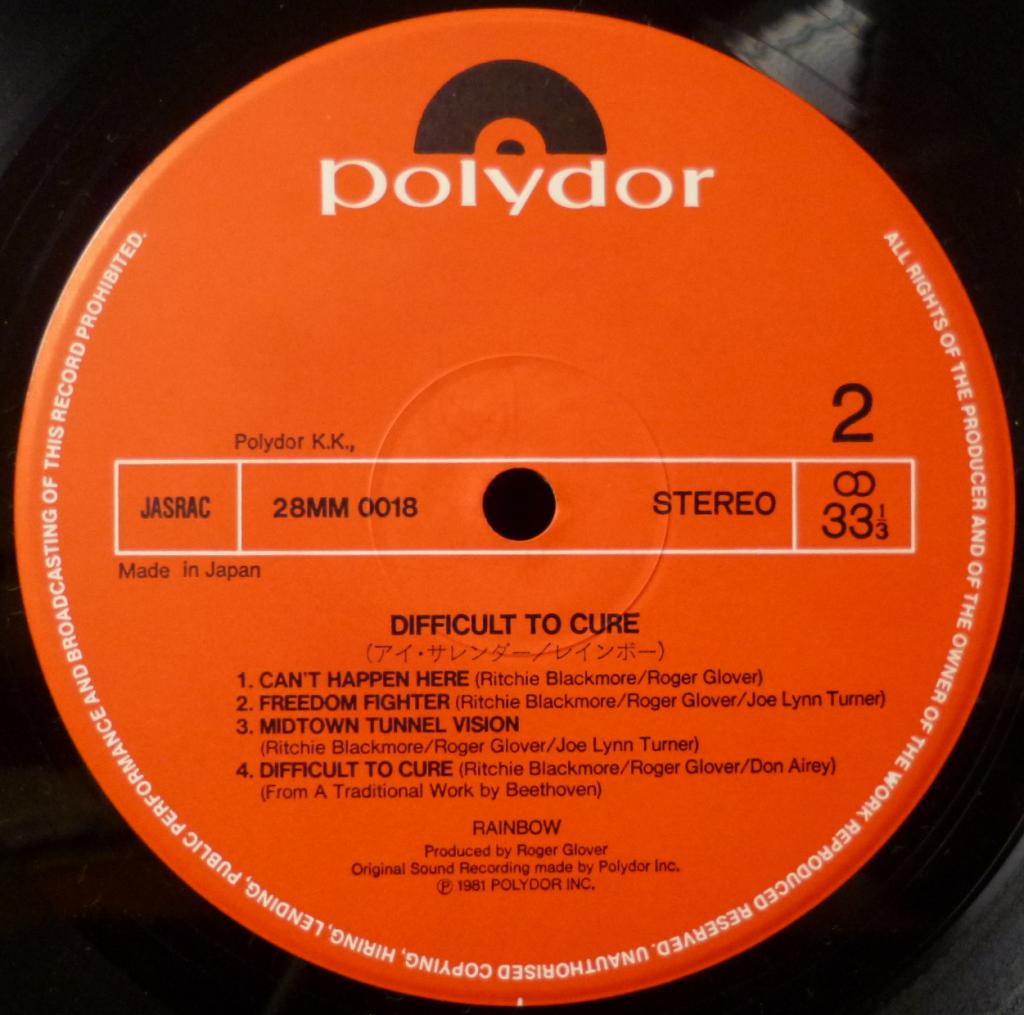 polydor
2
Polydor K.K.,
JASRAC 28MM 0018 STEREO ꝏ 33 1/3
Made in Japan
DIFFICULT TO CURE
(アイ・サレンダー/レインボー)
1. CAN'T HAPPEN HERE (Ritchie Blackmore/Roger Glover)
2. FREEDOM FIGHTER (Ritchie Blackmore/Roger Glover/Joe Lynn Turner)
3. MIDTOWN TUNNEL VISION
(Ritchie Blackmore/Roger Glover/Joe Lynn Turner)
4. DIFFICULT TO CURE (Ritchie Blackmore/Roger Glover/Don Airey)
(From A Traditional Work by Beethoven)
RAINBOW
Produced by Roger Glover
Original Sound Recording made by Polydor Inc.
℗ 1981 POLYDOR INC.
ALL RIGHTS OF THE PRODUCER AND OF THE OWNER OF THE WORK REPRODUCED RESERVED. UNAUTHORISED COPYING, HIRING, LENDING, PUBLIC PERFORMANCE AND BROADCASTING OF THIS RECORD PROHIBITED.